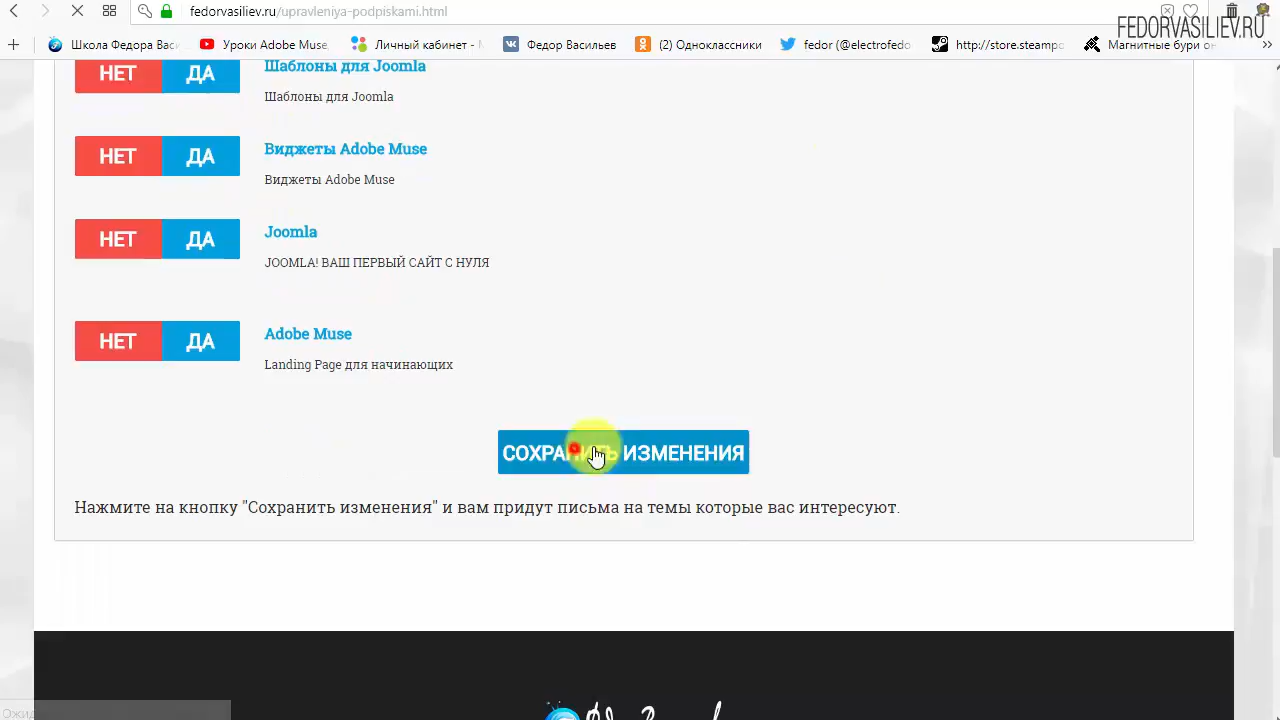 fedorvasiliev.ru/upravleniya-podpiskami.html
FEDORVASILIEV.RU
Школа Федора Васи
Уроки Adobe Muse,
Личный кабинет -
Федор Васильев
(2) Одноклассники
fedor (@electrofedo
http://store.steampo
Магнитные бури он
НЕТ ДА Шаблоны для Joomla
Шаблоны для Joomla
НЕТ ДА Виджеты Adobe Muse
Виджеты Adobe Muse
НЕТ ДА Joomla
JOOMLA! ВАШ ПЕРВЫЙ САЙТ С НУЛЯ
НЕТ ДА Adobe Muse
Landing Page для начинающих
СОХРАНИТЬ ИЗМЕНЕНИЯ
Нажмите на кнопку "Сохранить изменения" и вам придут письма на темы которые вас интересуют.